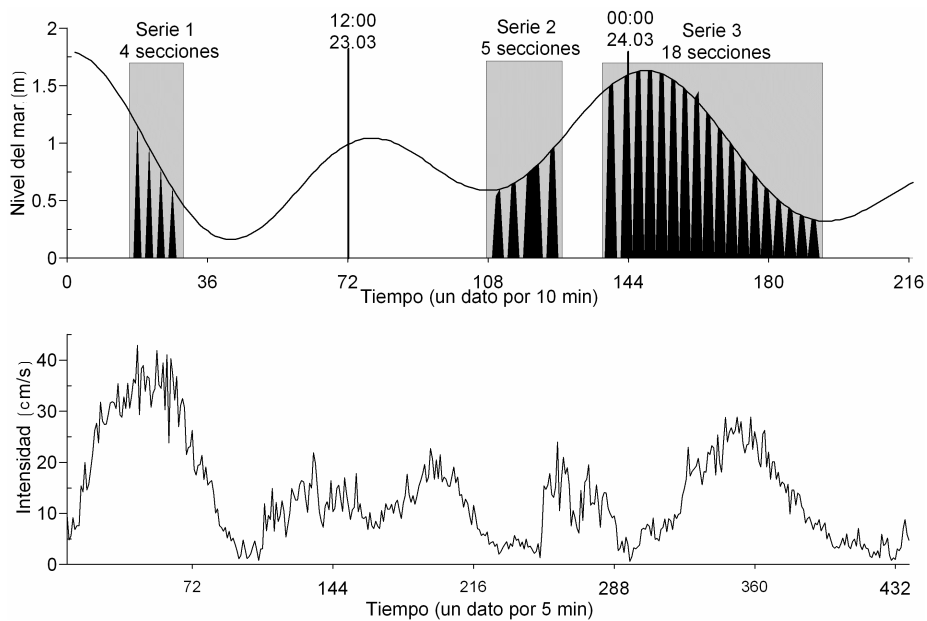 Serie 1
4 secciones
12:00
23.03
Serie 2
5 secciones
00:00
24.03
Serie 3
18 secciones
Nivel del mar (m)
2
1.5
1
0.5
0
0 36 72 108 144 180 216
Tiempo (un dato por 10 min)
Intensidad (cm/s)
40
30
20
10
0
72 144 216 288 360 432
Tiempo (un dato por 5 min)